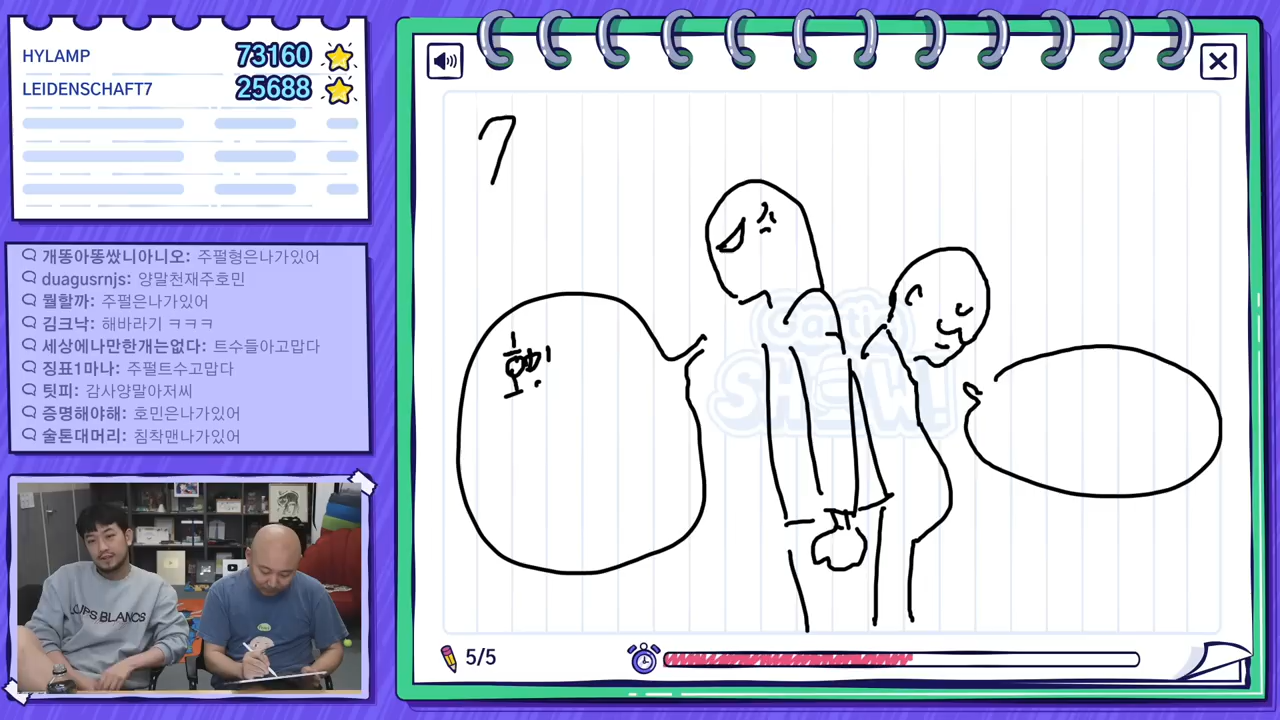 HYLAMP 73160
LEIDENSCHAFT7 25688
개똥아똥쌌니아니오: 주펄형은나가있어
duagusrnjs: 양말천재주호민
뭘할까: 주펄은나가있어
김크낙: 해바라기 ㅋㅋㅋ
세상에나만한개는없다: 트수들아고맙다
징표1마나: 주펄트수고맙다
팃피: 감사양말아저씨
증명해야해: 호민은나가있어
술톤대머리: 침착맨나가있어
7
Cartic
SHOW!
LOUPS BLANCS
5/5